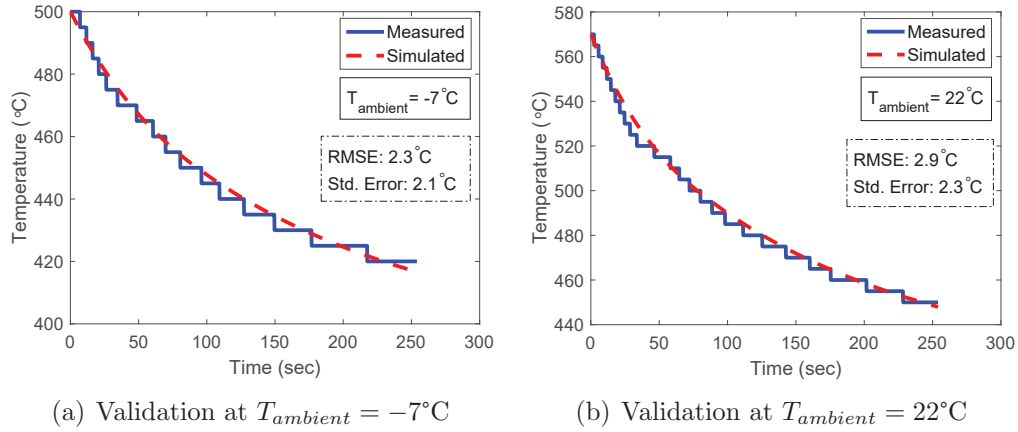 500
480
460
440
420
400
0 50 100 150 200 250 300
Temperature (°C)
Time (sec)
Measured
Simulated
T_ambient = -7°C
RMSE: 2.3°C
Std. Error: 2.1°C
(a) Validation at T_ambient = −7°C
580
560
540
520
500
480
460
440
0 50 100 150 200 250 300
Temperature (°C)
Time (sec)
Measured
Simulated
T_ambient = 22°C
RMSE: 2.9°C
Std. Error: 2.3°C
(b) Validation at T_ambient = 22°C